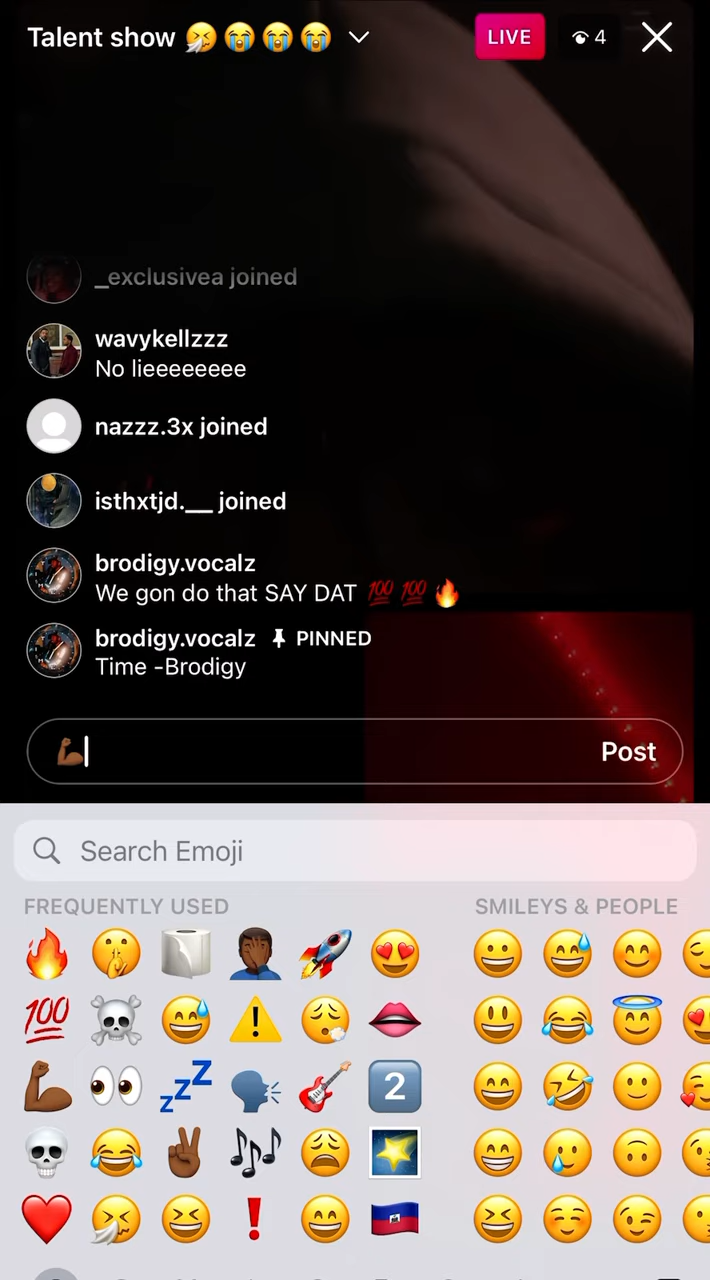 Talent show 🤧😭😭😭
LIVE
4
_exclusivea joined
wavykellzzz
No lieeeeeeee
nazzz.3x joined
isthxtjd.__ joined
brodigy.vocalz
We gon do that SAY DAT 💯💯🔥
brodigy.vocalz PINNED
Time -Brodigy
💪🏾
Post
Search Emoji
FREQUENTLY USED
SMILEYS & PEOPLE